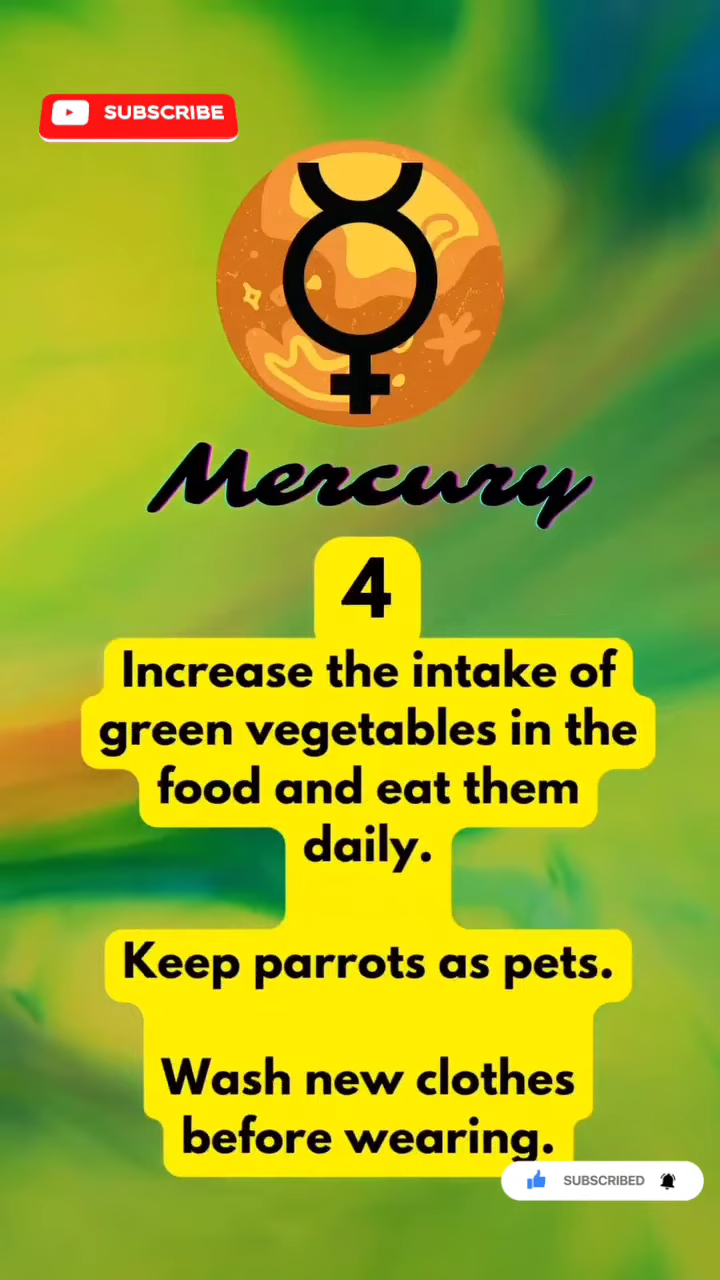 SUBSCRIBE
Mercury
4
Increase the intake of
green vegetables in the
food and eat them
daily.
Keep parrots as pets.
Wash new clothes
before wearing.
SUBSCRIBED